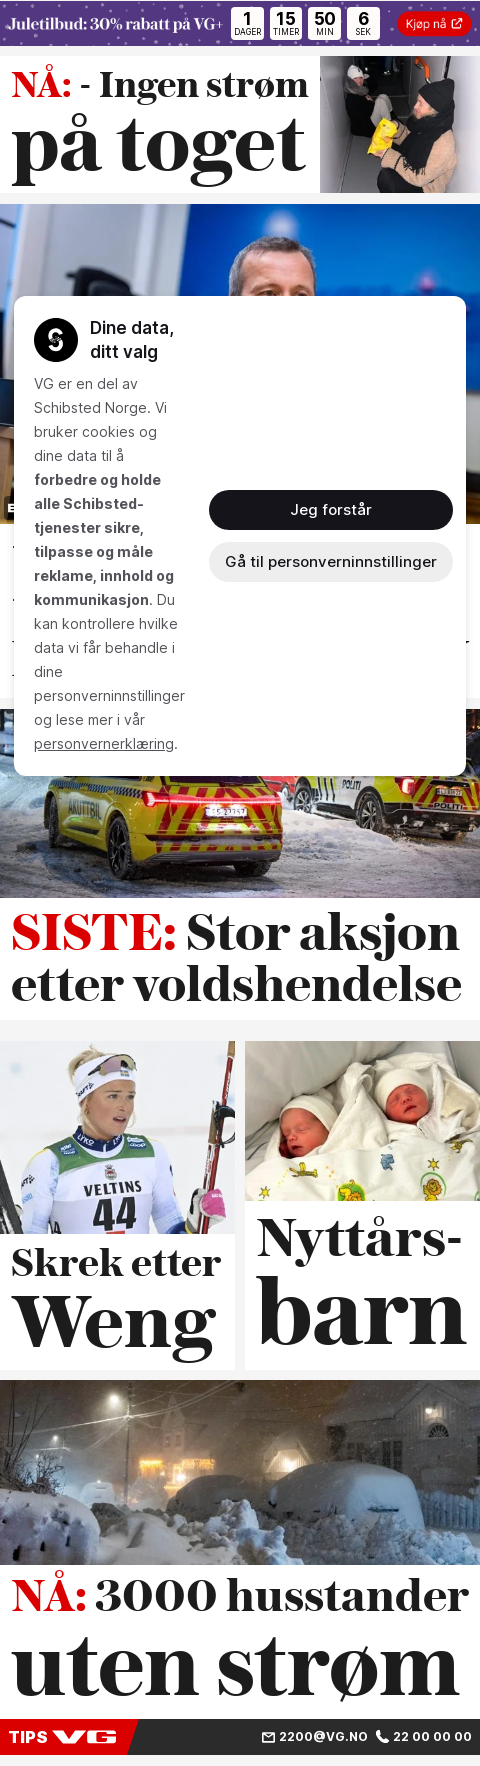 Juletilbud: 30% rabatt på VG+
1 15 50 6
DAGER TIMER MIN SEK
Kjøp nå
NÅ: - Ingen strøm
på toget
Dine data,
ditt valg
VG er en del av
Schibsted Norge. Vi
bruker cookies og
dine data til å
forbedre og holde
alle Schibsted-
tjenester sikre,
tilpasse og måle
reklame, innhold og
kommunikasjon. Du
kan kontrollere hvilke
data vi får behandle i
dine
personverninnstillinger
og lese mer i vår
personvernerklæring.
Jeg forstår
Gå til personverninnstillinger
AKUTTBIL
POLITI
POLITI
SISTE: Stor aksjon
etter voldshendelse
CRAFT
LYKO
VELTINS
44
Skrek etter
Weng
Nyttårs-
barn
NÅ: 3000 husstander
uten strøm
TIPS VG
2200@VG.NO 22 00 00 00